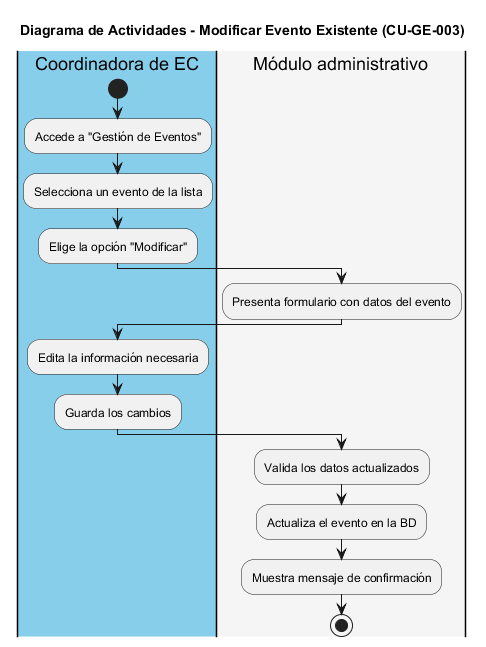 Diagrama de Actividades - Modificar Evento Existente (CU-GE-003)
Coordinadora de EC
Módulo administrativo
Accede a "Gestión de Eventos"
Selecciona un evento de la lista
Elige la opción "Modificar"
Presenta formulario con datos del evento
Edita la información necesaria
Guarda los cambios
Valida los datos actualizados
Actualiza el evento en la BD
Muestra mensaje de confirmación